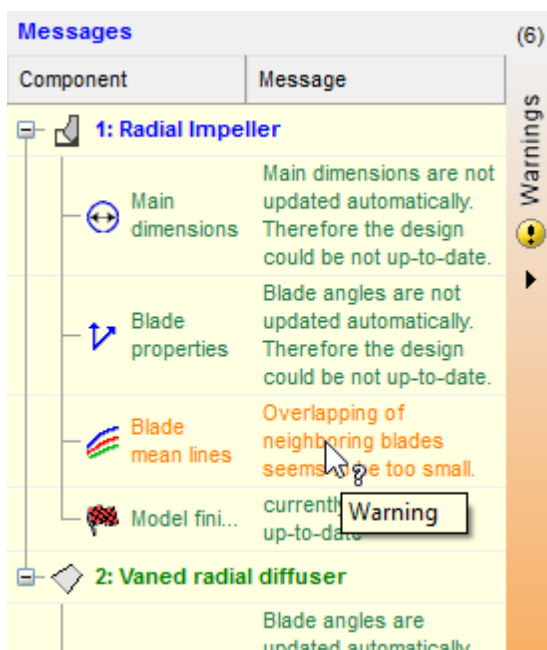 Messages
(6)
Component Message
Warnings
1: Radial Impeller
Main dimensions are not
Main updated automatically.
dimensions Therefore the design
could be not up-to-date.
Blade angles are not
Blade updated automatically.
properties Therefore the design
could be not up-to-date.
Overlapping of
Blade neighboring blades
mean lines seems be too small.
currently
Model fini...
Warning
up-to-date
2: Vaned radial diffuser
Blade angles are
updated automatically